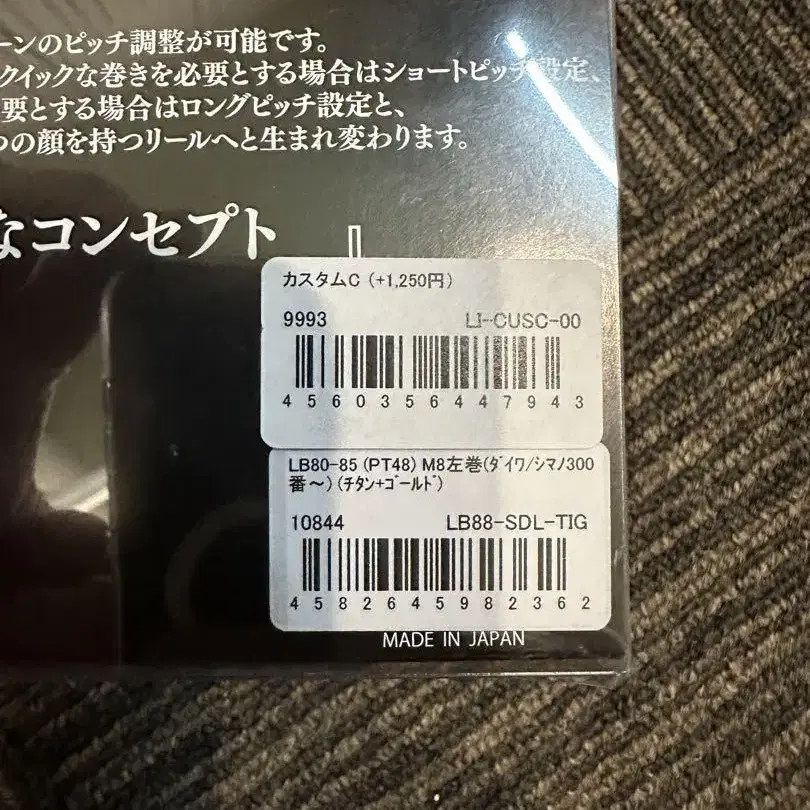 ーンのピッチ調整が可能です。
クイックな巻きを必要とする場合はショートピッチ設定、
要とする場合はロングピッチ設定と、
つの顔を持つリールへと生まれ変わります。
なコンセプト
カスタムC (+1,250円)
9993 LI-CUSC-00
4560356447943
LB80-85 (PT48) M8左巻(ﾀﾞｲﾜ/ｼﾏﾉ300
番～) (ﾁﾀﾝ+ｺﾞｰﾙﾄﾞ)
10844 LB88-SDL-TIG
4582645982362
MADE IN JAPAN